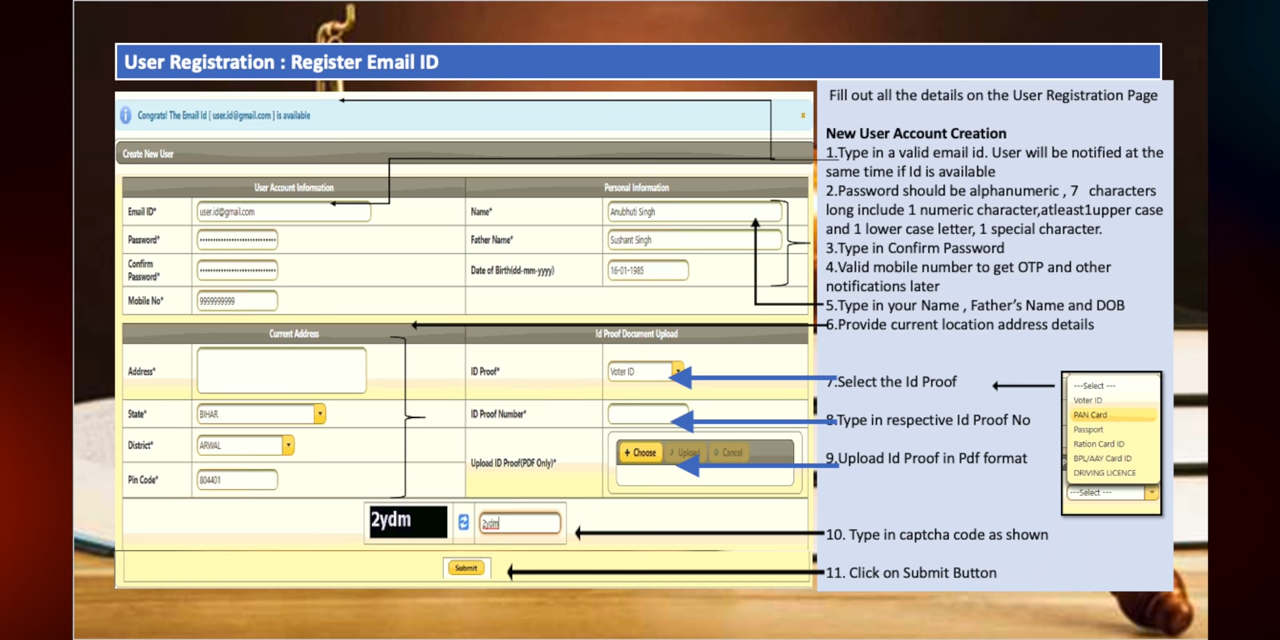 User Registration : Register Email ID
Congrats! The Email Id [ user.id@gmail.com ] is available
x
Create New User
User Account Information
Personal Information
Email ID*
user.id@gmail.com
Name*
Anubhuti Singh
Password*
Father Name*
Sushant Singh
Confirm
Password*
Date of Birth(dd-mm-yyyy)
16-01-1985
Mobile No*
9999999999
Current Address
Id Proof Document Upload
Address*
ID Proof*
Voter ID
State*
BIHAR
ID Proof Number*
District*
ARWAL
Upload ID Proof(PDF Only)*
+ Choose
Upload
Cancel
Pin Code*
804401
2ydm
2ydm
Submit
Fill out all the details on the User Registration Page
New User Account Creation
1.Type in a valid email id. User will be notified at the
same time if Id is available
2.Password should be alphanumeric , 7 characters
long include 1 numeric character,atleast1upper case
and 1 lower case letter, 1 special character.
3.Type in Confirm Password
4.Valid mobile number to get OTP and other
notifications later
5.Type in your Name , Father's Name and DOB
6.Provide current location address details
7.Select the Id Proof
8.Type in respective Id Proof No
9.Upload Id Proof in Pdf format
10. Type in captcha code as shown
11. Click on Submit Button
---Select ---
Voter ID
PAN Card
Passport
Ration Card ID
BPL/AAY Card ID
DRIVING LICENCE
---Select ---